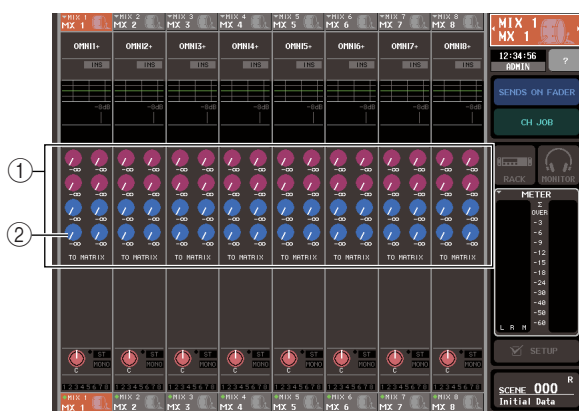 MIX 1 MIX 2 MIX 3 MIX 4 MIX 5 MIX 6 MIX 7 MIX 8
MX 1 MX 2 MX 3 MX 4 MX 5 MX 6 MX 7 MX 8
OMNI1+ OMNI2+ OMNI3+ OMNI4+ OMNI5+ OMNI6+ OMNI7+ OMNI8+
INS INS INS INS INS INS INS INS
-8dB -8dB -8dB -8dB -8dB -8dB -8dB -8dB
1
-∞ -∞ -∞ -∞ -∞ -∞ -∞ -∞ -∞ -∞ -∞ -∞ -∞ -∞ -∞ -∞
-∞ -∞ -∞ -∞ -∞ -∞ -∞ -∞ -∞ -∞ -∞ -∞ -∞ -∞ -∞ -∞
-∞ -∞ -∞ -∞ -∞ -∞ -∞ -∞ -∞ -∞ -∞ -∞ -∞ -∞ -∞ -∞
2
-∞ -∞ -∞ -∞ -∞ -∞ -∞ -∞ -∞ -∞ -∞ -∞ -∞ -∞ -∞ -∞
TO MATRIX TO MATRIX TO MATRIX TO MATRIX TO MATRIX TO MATRIX TO MATRIX TO MATRIX
ST ST ST ST ST ST ST ST
MONO MONO MONO MONO MONO MONO MONO MONO
C C C C C C C C
12345678 12345678 12345678 12345678 12345678 12345678 12345678 12345678
MIX 1 MIX 2 MIX 3 MIX 4 MIX 5 MIX 6 MIX 7 MIX 8
MX 1 MX 2 MX 3 MX 4 MX 5 MX 6 MX 7 MX 8
MIX 1
MX 1
12:34:56
ADMIN
?
SENDS ON FADER
CH JOB
RACK MONITOR
METER
Σ
OVER
-3
-6
-9
-12
-15
-18
-24
-30
-40
-50
-60
L R M
SETUP
R
SCENE 000
Initial Data